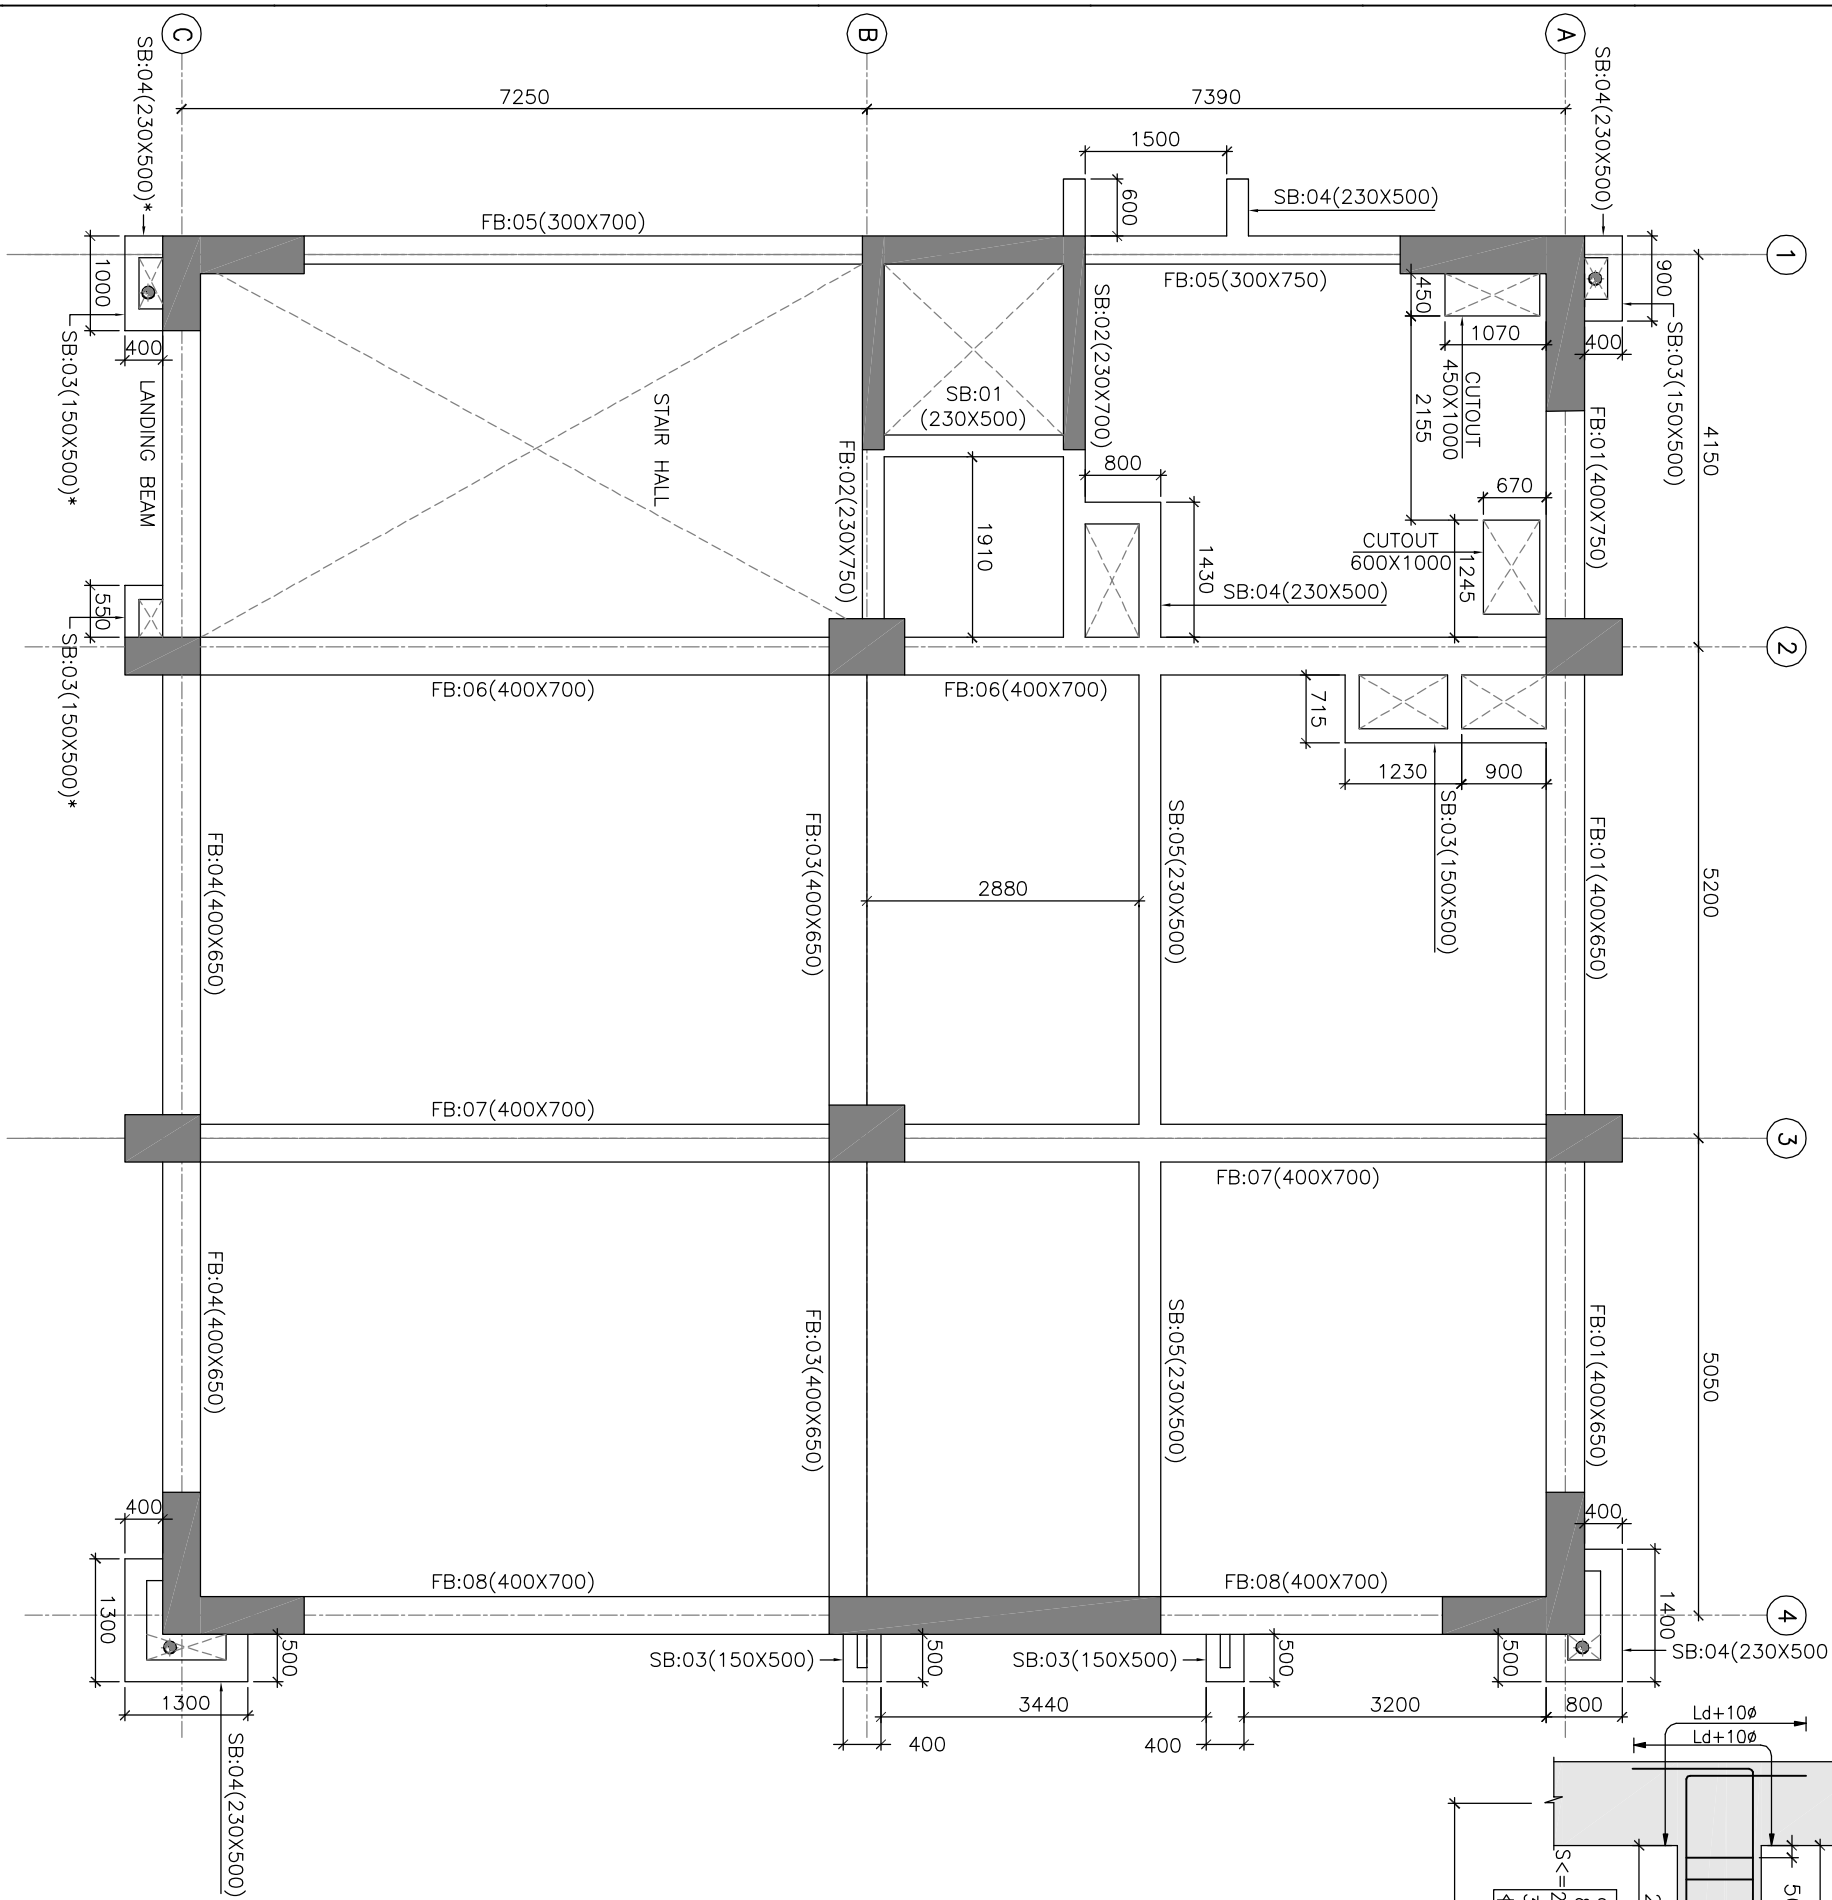 C
B
A
SB:04(230X500)*
SB:04(230X500)
7250
7390
1500
600
SB:04(230X500)
FB:05(300X700)
1
1000
FB:05(300X750)
450
900
SB:02(230X700)
1070
400
400
SB:03(150X500)*
SB:03(150X500)
LANDING BEAM
STAIR HALL
SB:01
(230X500)
CUTOUT
450X1000
2155
FB:01(400X750)
4150
FB:02(230X750)
800
670
1910
1430
CUTOUT
600X1000
1245
SB:04(230X500)
550
SB:03(150X500)*
2
FB:06(400X700)
FB:06(400X700)
715
1230
900
SB:03(150X500)
FB:04(400X650)
FB:03(400X650)
SB:05(230X500)
FB:01(400X650)
5200
2880
FB:07(400X700)
3
FB:07(400X700)
FB:04(400X650)
FB:03(400X650)
SB:05(230X500)
FB:01(400X650)
5050
400
400
FB:08(400X700)
FB:08(400X700)
1300
1400
4
500
SB:03(150X500)
500
SB:03(150X500)
500
500
SB:04(230X500
1300
3440
3200
800
400
400
SB:04(230X500)
Ld+10ø
Ld+10ø
S<=2